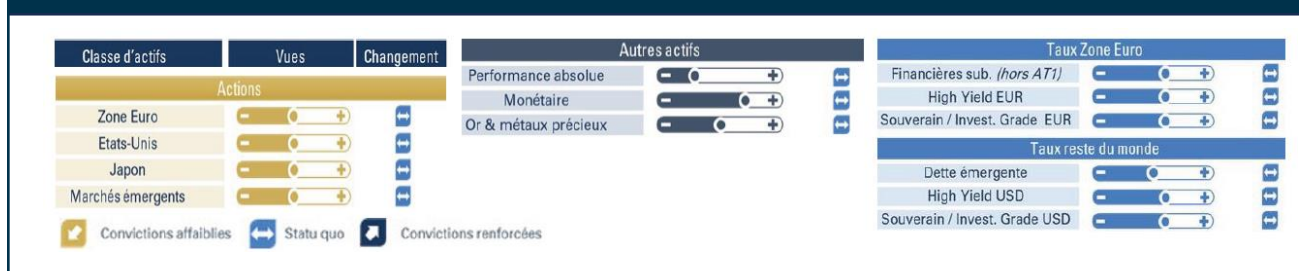 Classe d'actifs Vues Changement
Actions
Zone Euro - +
Etats-Unis - +
Japon - +
Marchés émergents - +
Convictions affaiblies Statu quo Convictions renforcées
Autres actifs
Performance absolue - +
Monétaire - +
Or & métaux précieux - +
Taux Zone Euro
Financières sub. (hors AT1) - +
High Yield EUR - +
Souverain / Invest. Grade EUR - +
Taux reste du monde
Dette émergente - +
High Yield USD - +
Souverain / Invest. Grade USD - +